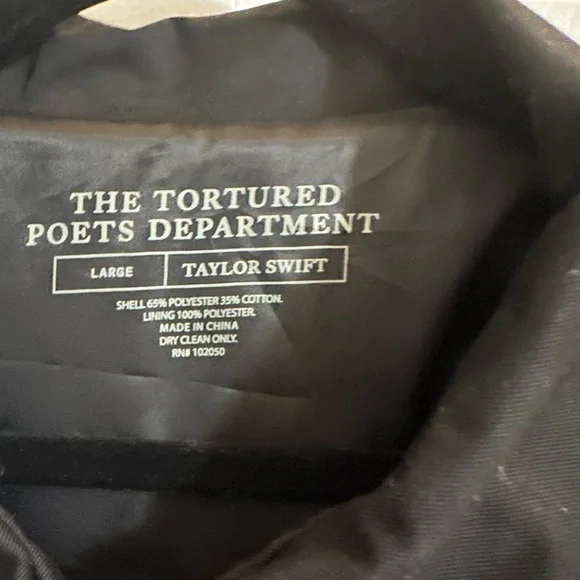 THE TORTURED
POETS DEPARTMENT
LARGE TAYLOR SWIFT
SHELL 65% POLYESTER 35% COTTON.
LINING 100% POLYESTER.
MADE IN CHINA
DRY CLEAN ONLY.
RN# 102050